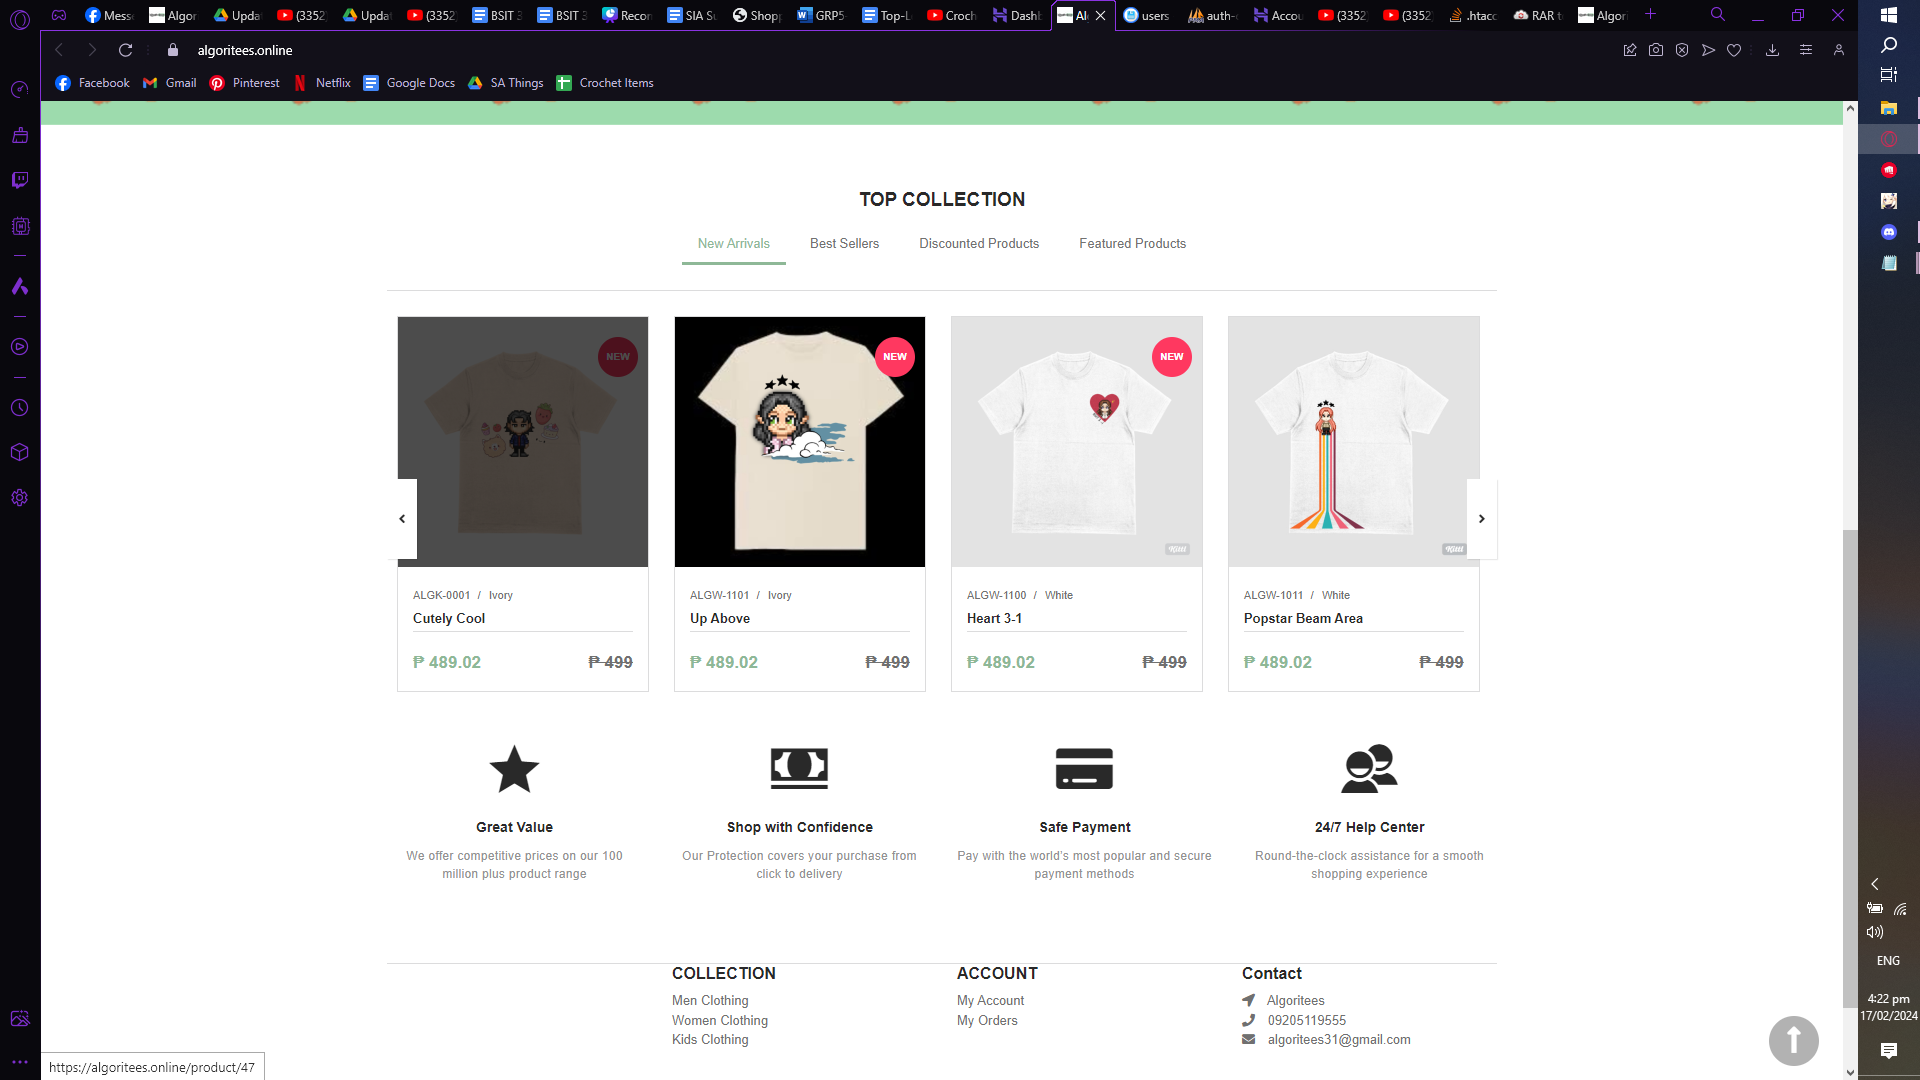 Mess
Algor
Upda
(3352
Upda
(3352
BSIT 3
BSIT 3
Recor
SIA Su
Shopp
GRP5-
Top-L
Croch
Dashb
Al
users
auth-
Accou
(3352
(3352
.htacc
RAR t
Algori
algoritees.online
Facebook
Gmail
Pinterest
Netflix
Google Docs
SA Things
Crochet Items
TOP COLLECTION
New Arrivals
Best Sellers
Discounted Products
Featured Products
NEW
NEW
NEW
Kittl
Kittl
ALGK-0001 / Ivory
Cutely Cool
₱ 489.02 ₱ 499
ALGW-1101 / Ivory
Up Above
₱ 489.02 ₱ 499
ALGW-1100 / White
Heart 3-1
₱ 489.02 ₱ 499
ALGW-1011 / White
Popstar Beam Area
₱ 489.02 ₱ 499
Great Value
We offer competitive prices on our 100
million plus product range
Shop with Confidence
Our Protection covers your purchase from
click to delivery
Safe Payment
Pay with the world's most popular and secure
payment methods
24/7 Help Center
Round-the-clock assistance for a smooth
shopping experience
COLLECTION
Men Clothing
Women Clothing
Kids Clothing
ACCOUNT
My Account
My Orders
Contact
Algoritees
09205119555
algoritees31@gmail.com
https://algoritees.online/product/47
ENG
4:22 pm
17/02/2024